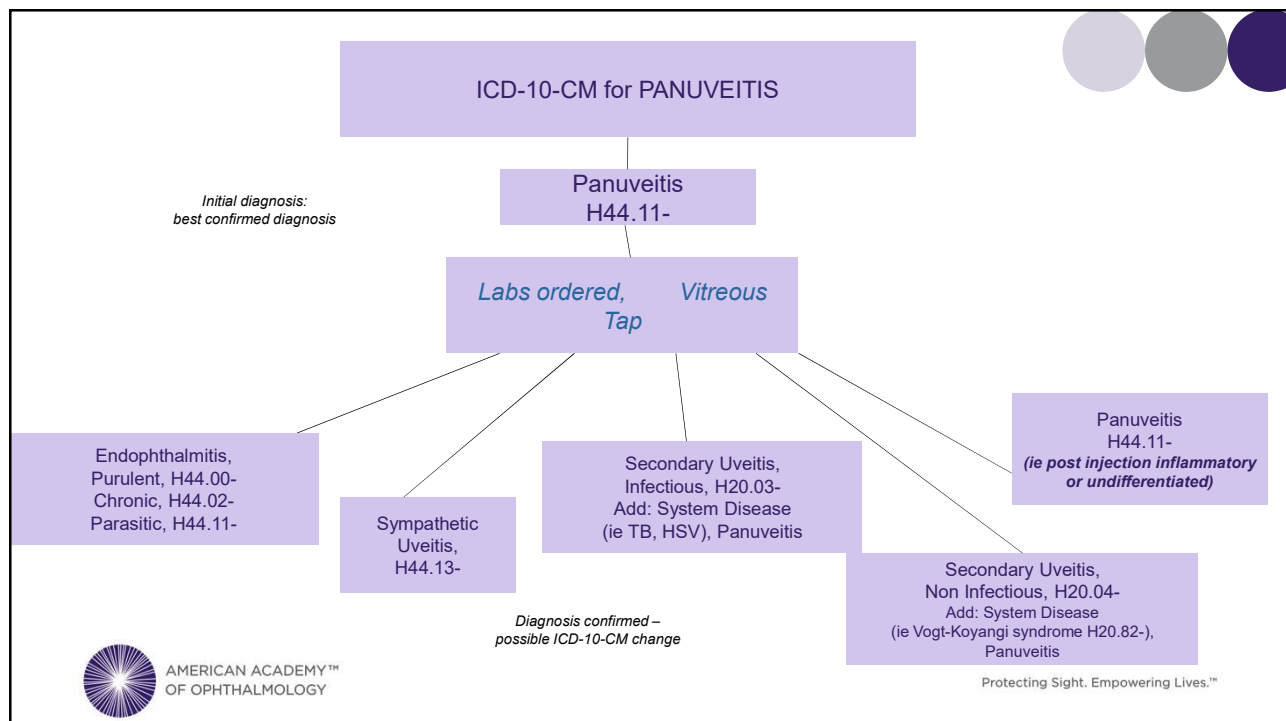 ICD-10-CM for PANUVEITIS
Initial diagnosis:
best confirmed diagnosis
Panuveitis
H44.11-
Labs ordered, Vitreous
Tap
Endophthalmitis,
Purulent, H44.00-
Chronic, H44.02-
Parasitic, H44.11-
Sympathetic
Uveitis,
H44.13-
Secondary Uveitis,
Infectious, H20.03-
Add: System Disease
(ie TB, HSV), Panuveitis
Secondary Uveitis,
Non Infectious, H20.04-
Add: System Disease
(ie Vogt-Koyangi syndrome H20.82-),
Panuveitis
Panuveitis
H44.11-
(ie post injection inflammatory
or undifferentiated)
Diagnosis confirmed –
possible ICD-10-CM change
AMERICAN ACADEMY™
OF OPHTHALMOLOGY
Protecting Sight. Empowering Lives.™